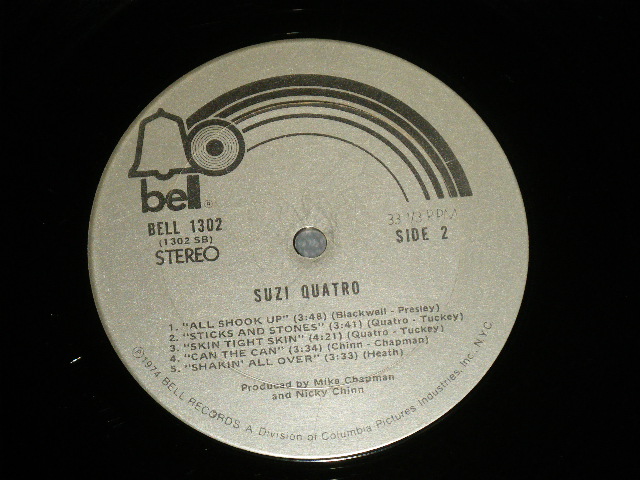 bell
BELL 1302
(1302 SB)
STEREO
33 1/3 RPM
SIDE 2
SUZI QUATRO
1. "ALL SHOOK UP" (3:48) (Blackwell - Presley)
2. "STICKS AND STONES" (3:41) (Quatro - Tuckey)
3. "SKIN TIGHT SKIN" (4:21) (Quatro - Tuckey)
4. "CAN THE CAN" (3:34) (Chinn - Chapman)
5. "SHAKIN' ALL OVER" (3:33) (Heath)
Produced by Mike Chapman
and Nicky Chinn
℗1974 BELL RECORDS A Division of Columbia Pictures Industries, Inc. N.Y.C.